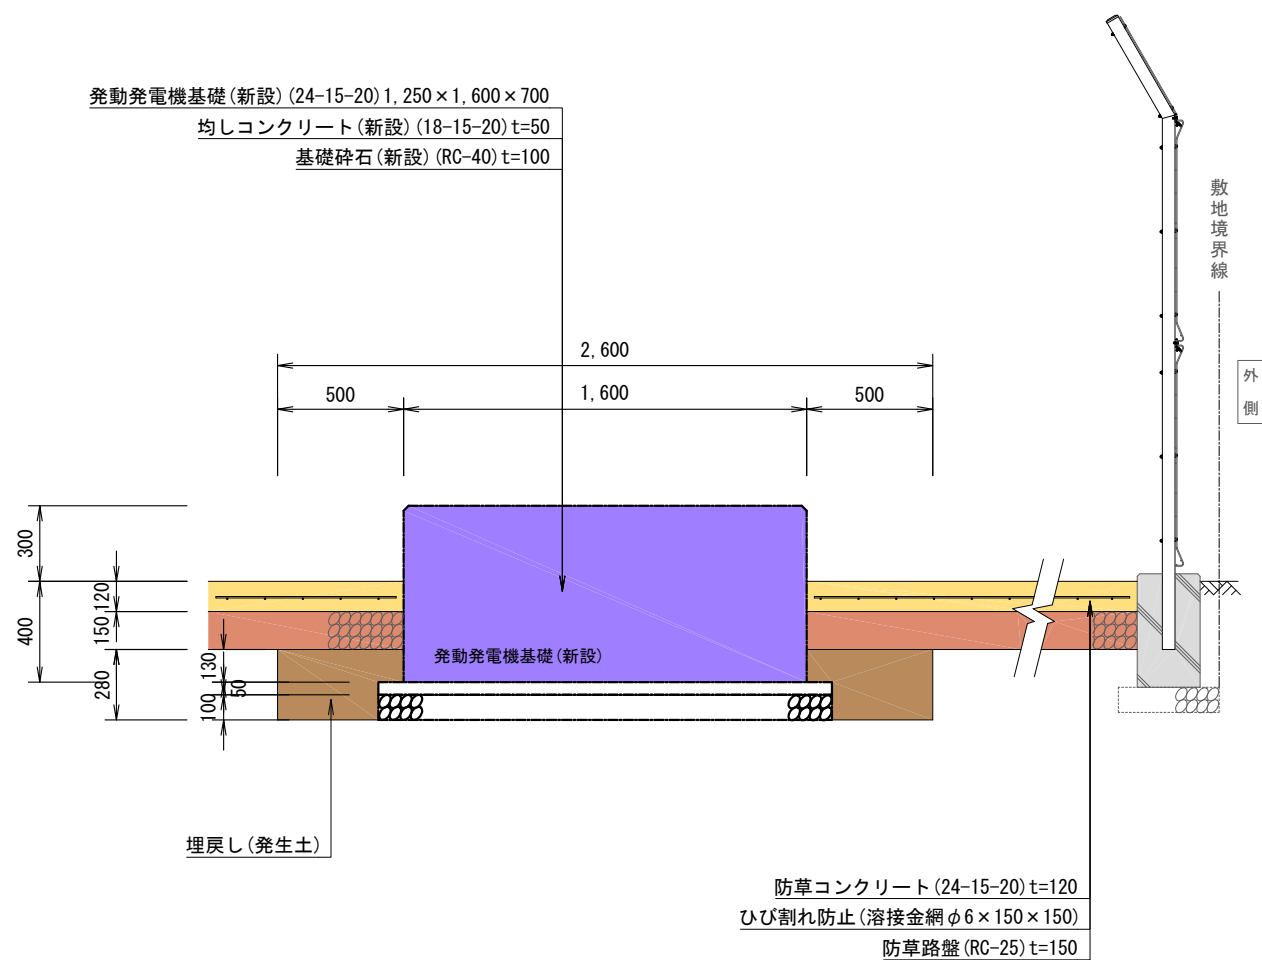 発動発電機基礎(新設)(24-15-20)1,250×1,600×700
均しコンクリート(新設)(18-15-20)t=50
基礎砕石(新設)(RC-40)t=100
敷地境界線
外側
2,600
500
1,600
500
300
400
120
150
280
130
50
100
発動発電機基礎(新設)
埋戻し(発生土)
防草コンクリート(24-15-20)t=120
ひび割れ防止(溶接金網φ6×150×150)
防草路盤(RC-25)t=150